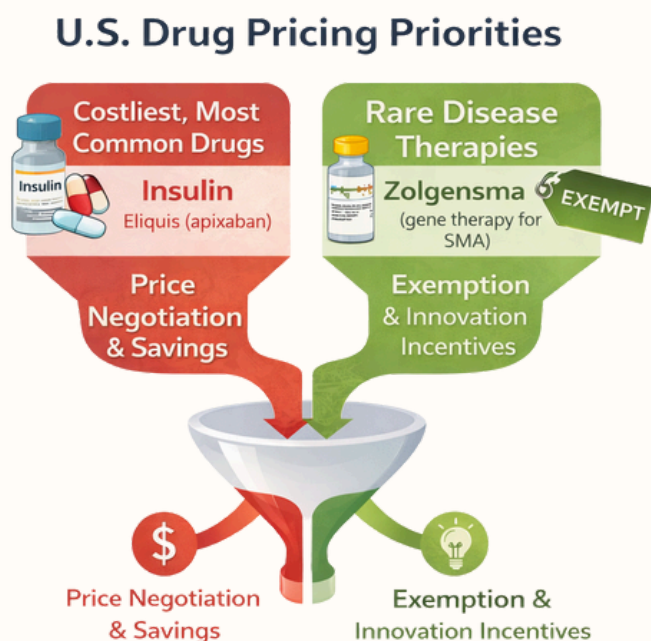 U.S. Drug Pricing Priorities
Costliest, Most
Common Drugs
Insulin
Insulin
Eliquis (apixaban)
Price
Negotiation
& Savings
Rare Disease
Therapies
Zolgensma
(gene therapy for
SMA)
EXEMPT
Exemption
& Innovation
Incentives
$
Price Negotiation
& Savings
Exemption &
Innovation Incentives